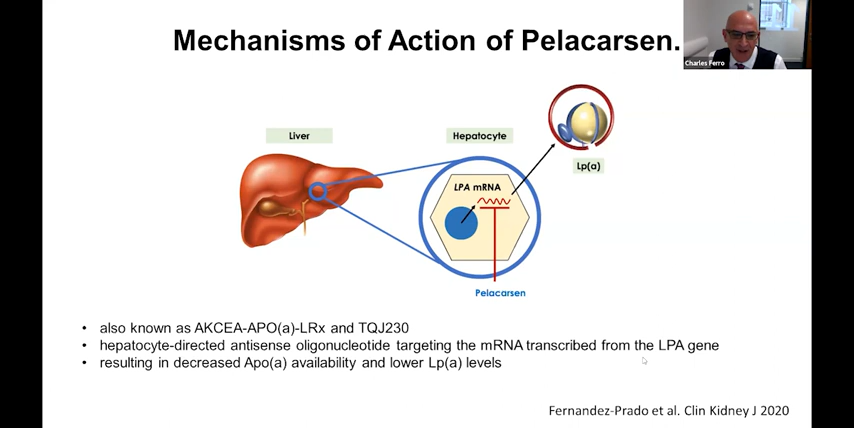 Mechanisms of Action of Pelacarsen.
Charles Ferro
Liver
Hepatocyte
LPA mRNA
Lp(a)
Pelacarsen
• also known as AKCEA-APO(a)-LRx and TQJ230
• hepatocyte-directed antisense oligonucleotide targeting the mRNA transcribed from the LPA gene
• resulting in decreased Apo(a) availability and lower Lp(a) levels
Fernandez-Prado et al. Clin Kidney J 2020